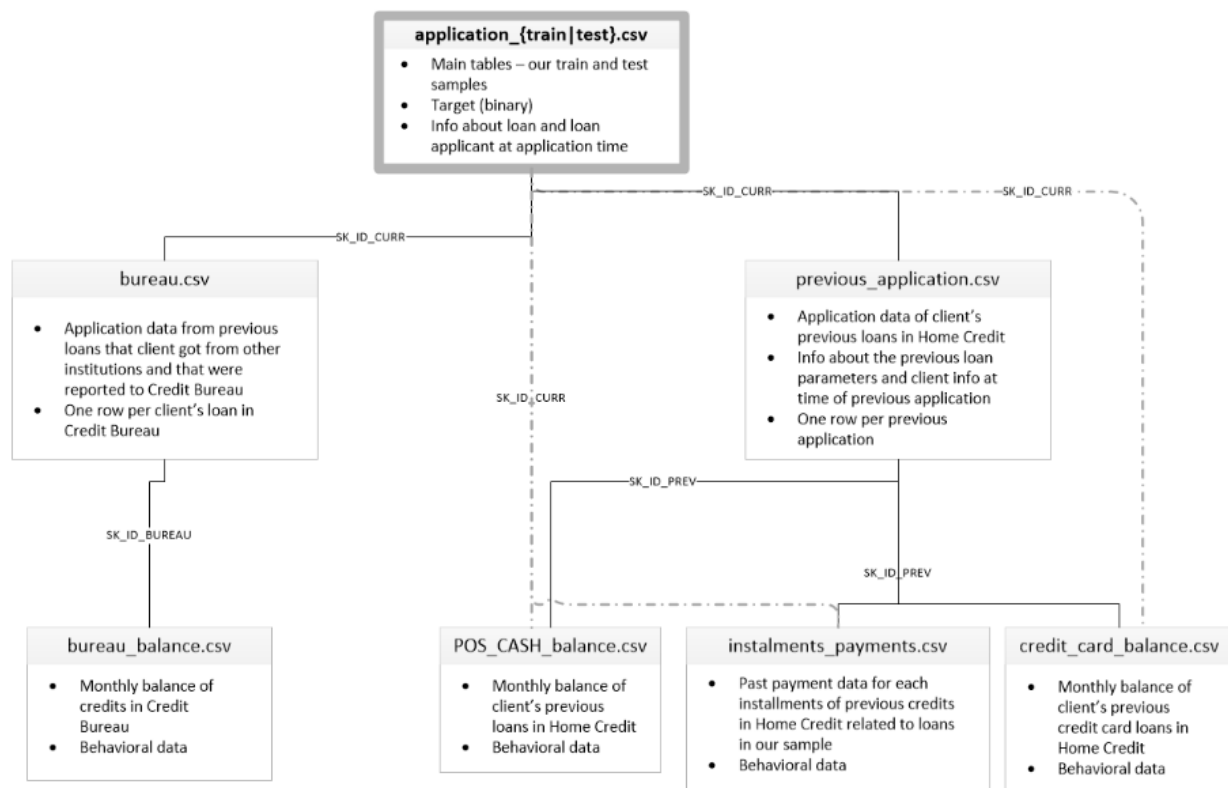 application_{train|test}.csv
• Main tables – our train and test
samples
• Target (binary)
• Info about loan and loan
applicant at application time
SK_ID_CURR
SK_ID_CURR
SK_ID_CURR
bureau.csv
• Application data from previous
loans that client got from other
institutions and that were
reported to Credit Bureau
• One row per client's loan in
Credit Bureau
previous_application.csv
• Application data of client's
previous loans in Home Credit
• Info about the previous loan
parameters and client info at
time of previous application
• One row per previous
application
SK_ID_CURR
SK_ID_PREV
SK_ID_BUREAU
SK_ID_PREV
bureau_balance.csv
• Monthly balance of
credits in Credit
Bureau
• Behavioral data
POS_CASH_balance.csv
• Monthly balance of
client's previous
loans in Home Credit
• Behavioral data
instalments_payments.csv
• Past payment data for each
installments of previous credits
in Home Credit related to loans
in our sample
• Behavioral data
credit_card_balance.csv
• Monthly balance of
client's previous
credit card loans in
Home Credit
• Behavioral data